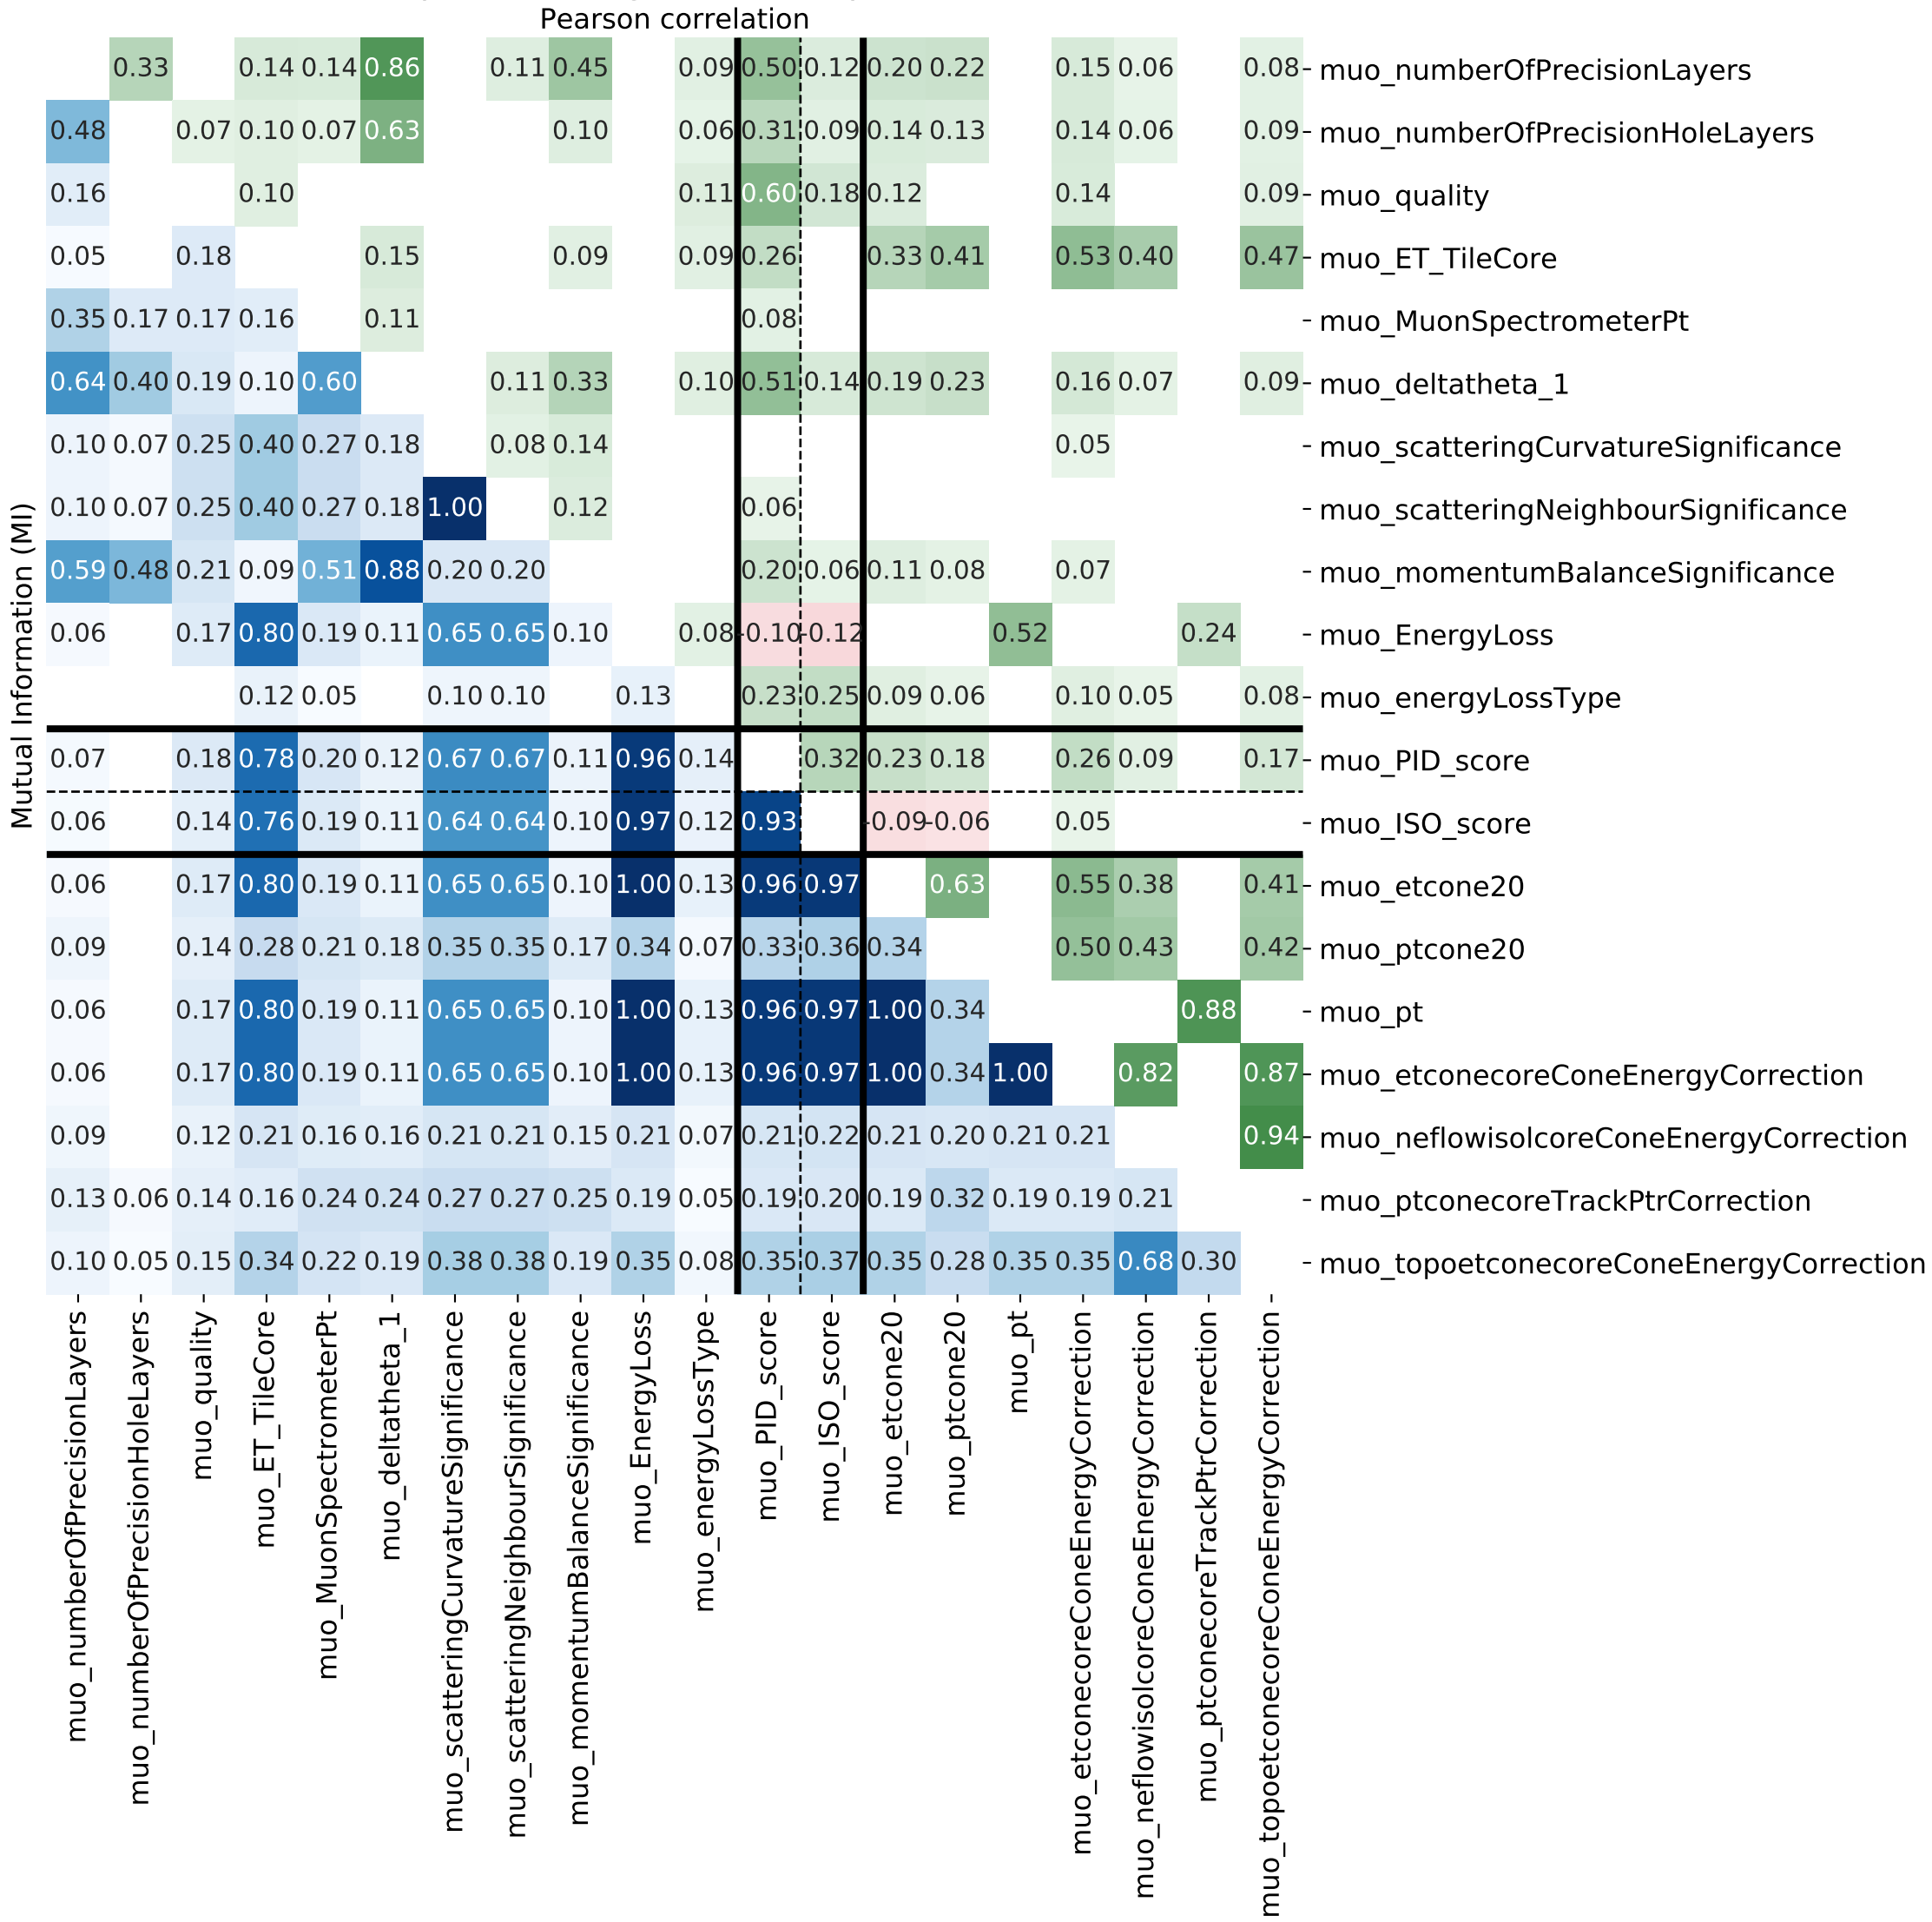 Pearson correlation
0.33 0.14 0.14 0.86 0.11 0.45 0.09 0.50 0.12 0.20 0.22 0.15 0.06 0.08 muo_numberOfPrecisionLayers
0.48 0.07 0.10 0.07 0.63 0.10 0.06 0.31 0.09 0.14 0.13 0.14 0.06 0.09 muo_numberOfPrecisionHoleLayers
0.16 0.10 0.11 0.60 0.18 0.12 0.14 0.09 muo_quality
0.05 0.18 0.15 0.09 0.09 0.26 0.33 0.41 0.53 0.40 0.47 muo_ET_TileCore
0.35 0.17 0.17 0.16 0.11 0.08 muo_MuonSpectrometerPt
0.64 0.40 0.19 0.10 0.60 0.11 0.33 0.10 0.51 0.14 0.19 0.23 0.16 0.07 0.09 muo_deltatheta_1
0.10 0.07 0.25 0.40 0.27 0.18 0.08 0.14 0.05 muo_scatteringCurvatureSignificance
0.10 0.07 0.25 0.40 0.27 0.18 1.00 0.12 0.06 muo_scatteringNeighbourSignificance
0.59 0.48 0.21 0.09 0.51 0.88 0.20 0.20 0.20 0.06 0.11 0.08 0.07 muo_momentumBalanceSignificance
0.06 0.17 0.80 0.19 0.11 0.65 0.65 0.10 0.08 -0.10 -0.12 0.52 0.24 muo_EnergyLoss
0.12 0.05 0.10 0.10 0.13 0.23 0.25 0.09 0.06 0.10 0.05 0.08 muo_energyLossType
0.07 0.18 0.78 0.20 0.12 0.67 0.67 0.11 0.96 0.14 0.32 0.23 0.18 0.26 0.09 0.17 muo_PID_score
0.06 0.14 0.76 0.19 0.11 0.64 0.64 0.10 0.97 0.12 0.93 -0.09 -0.06 0.05 muo_ISO_score
0.06 0.17 0.80 0.19 0.11 0.65 0.65 0.10 1.00 0.13 0.96 0.97 0.63 0.55 0.38 0.41 muo_etcone20
0.09 0.14 0.28 0.21 0.18 0.35 0.35 0.17 0.34 0.07 0.33 0.36 0.34 0.50 0.43 0.42 muo_ptcone20
0.06 0.17 0.80 0.19 0.11 0.65 0.65 0.10 1.00 0.13 0.96 0.97 1.00 0.34 0.88 muo_pt
0.06 0.17 0.80 0.19 0.11 0.65 0.65 0.10 1.00 0.13 0.96 0.97 1.00 0.34 1.00 0.82 0.87 muo_etconecoreConeEnergyCorrection
0.09 0.12 0.21 0.16 0.16 0.21 0.21 0.15 0.21 0.07 0.21 0.22 0.21 0.20 0.21 0.21 0.94 muo_neflowisolcoreConeEnergyCorrection
0.13 0.06 0.14 0.16 0.24 0.24 0.27 0.27 0.25 0.19 0.05 0.19 0.20 0.19 0.32 0.19 0.19 0.21 muo_ptconecoreTrackPtrCorrection
0.10 0.05 0.15 0.34 0.22 0.19 0.38 0.38 0.19 0.35 0.08 0.35 0.37 0.35 0.28 0.35 0.35 0.68 0.30 muo_topoetconecoreConeEnergyCorrection
Mutual Information (MI)
muo_numberOfPrecisionLayers
muo_numberOfPrecisionHoleLayers
muo_quality
muo_ET_TileCore
muo_MuonSpectrometerPt
muo_deltatheta_1
muo_scatteringCurvatureSignificance
muo_scatteringNeighbourSignificance
muo_momentumBalanceSignificance
muo_EnergyLoss
muo_energyLossType
muo_PID_score
muo_ISO_score
muo_etcone20
muo_ptcone20
muo_pt
muo_etconecoreConeEnergyCorrection
muo_neflowisolcoreConeEnergyCorrection
muo_ptconecoreTrackPtrCorrection
muo_topoetconecoreConeEnergyCorrection